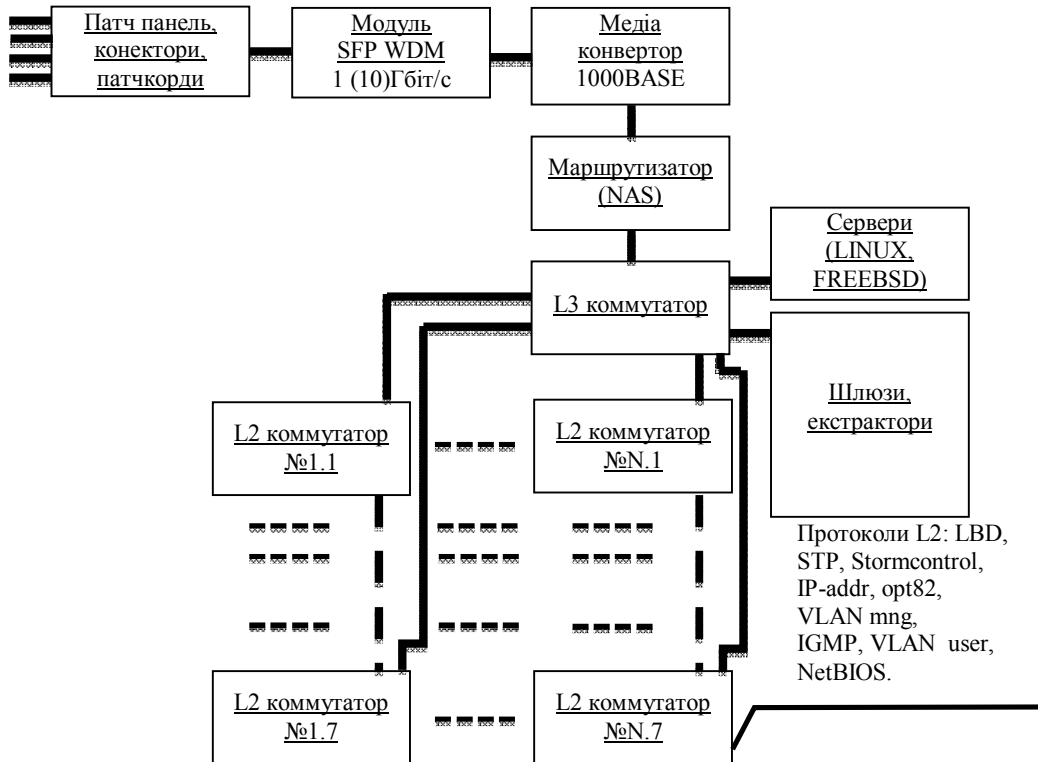 Патч панель,
конектори,
патчкорди
Модуль
SFP WDM
1 (10)Гбіт/с
Медіа
конвертор
1000BASE
Маршрутизатор
(NAS)
Сервери
(LINUX,
FREEBSD)
L3 коммутатор
Шлюзи,
екстрактори
L2 коммутатор
№1.1
L2 коммутатор
№N.1
Протоколи L2: LBD,
STP, Stormcontrol,
IP-addr, opt82,
VLAN mng,
IGMP, VLAN user,
NetBIOS.
L2 коммутатор
№1.7
L2 коммутатор
№N.7